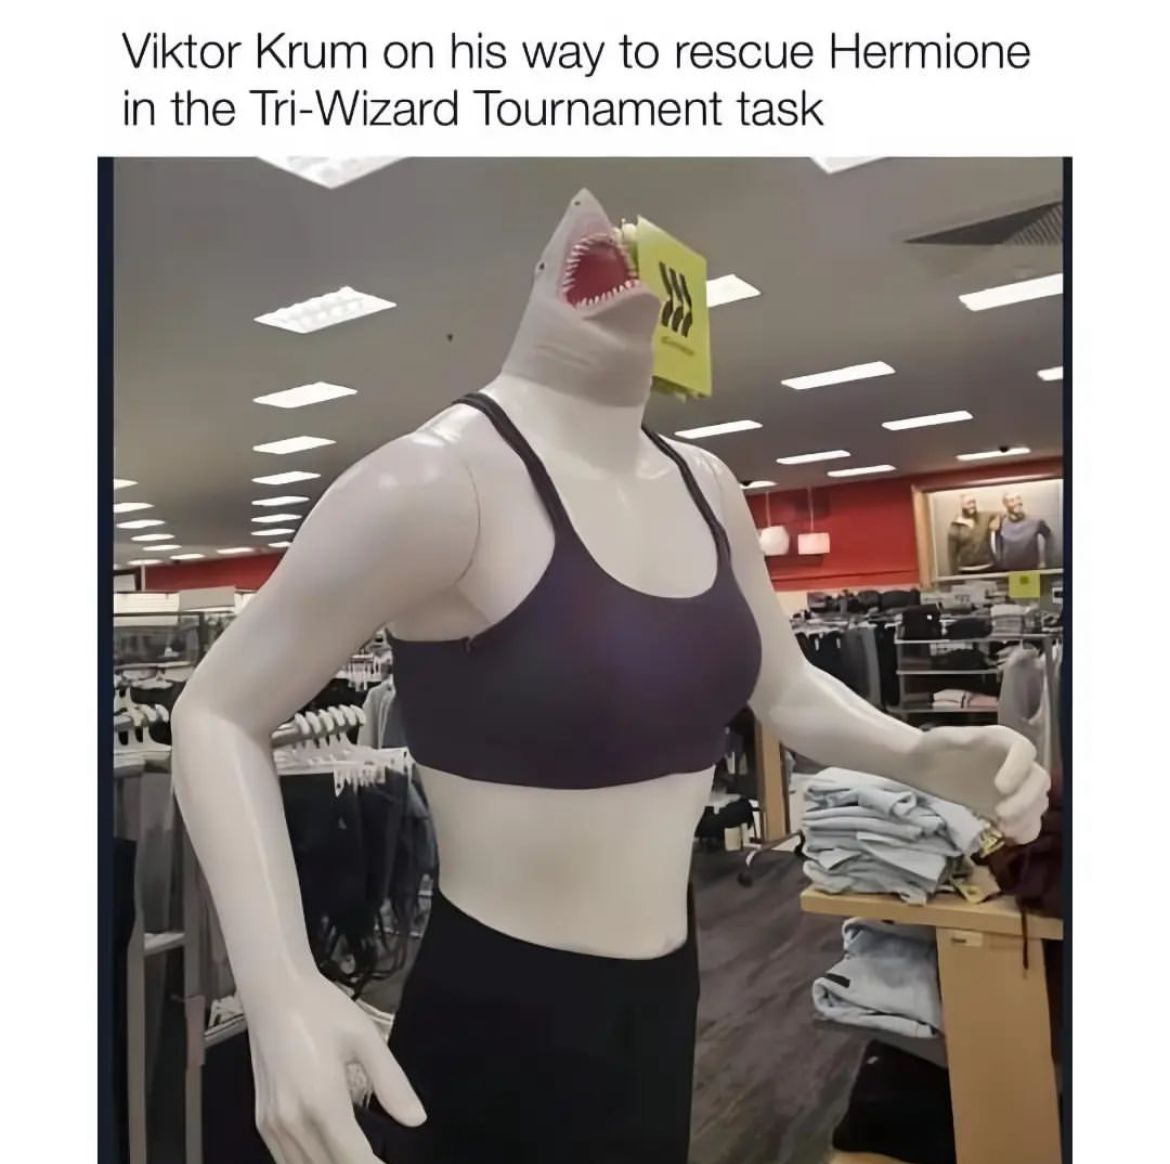 Viktor Krum on his way to rescue Hermione
in the Tri-Wizard Tournament task